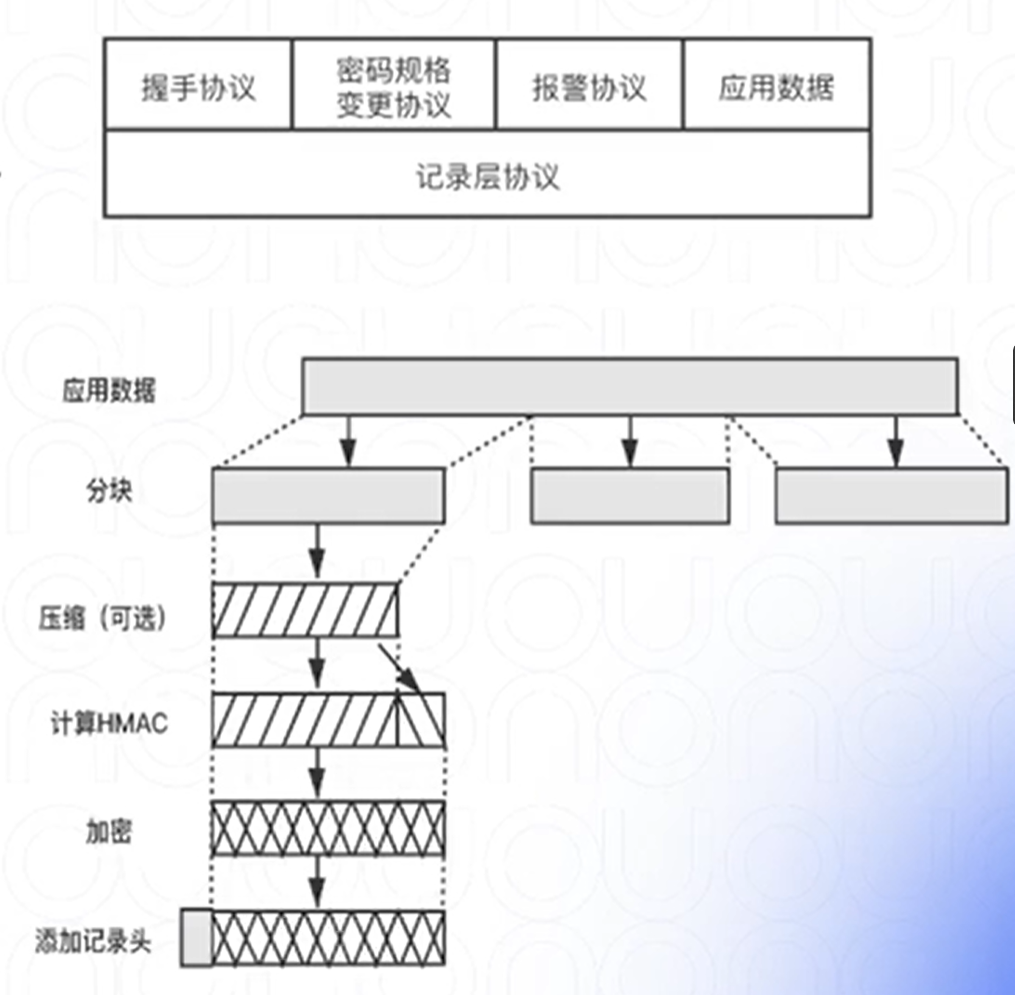 握手协议
密码规格
变更协议
报警协议
应用数据
记录层协议
应用数据
分块
压缩（可选）
计算HMAC
加密
添加记录头